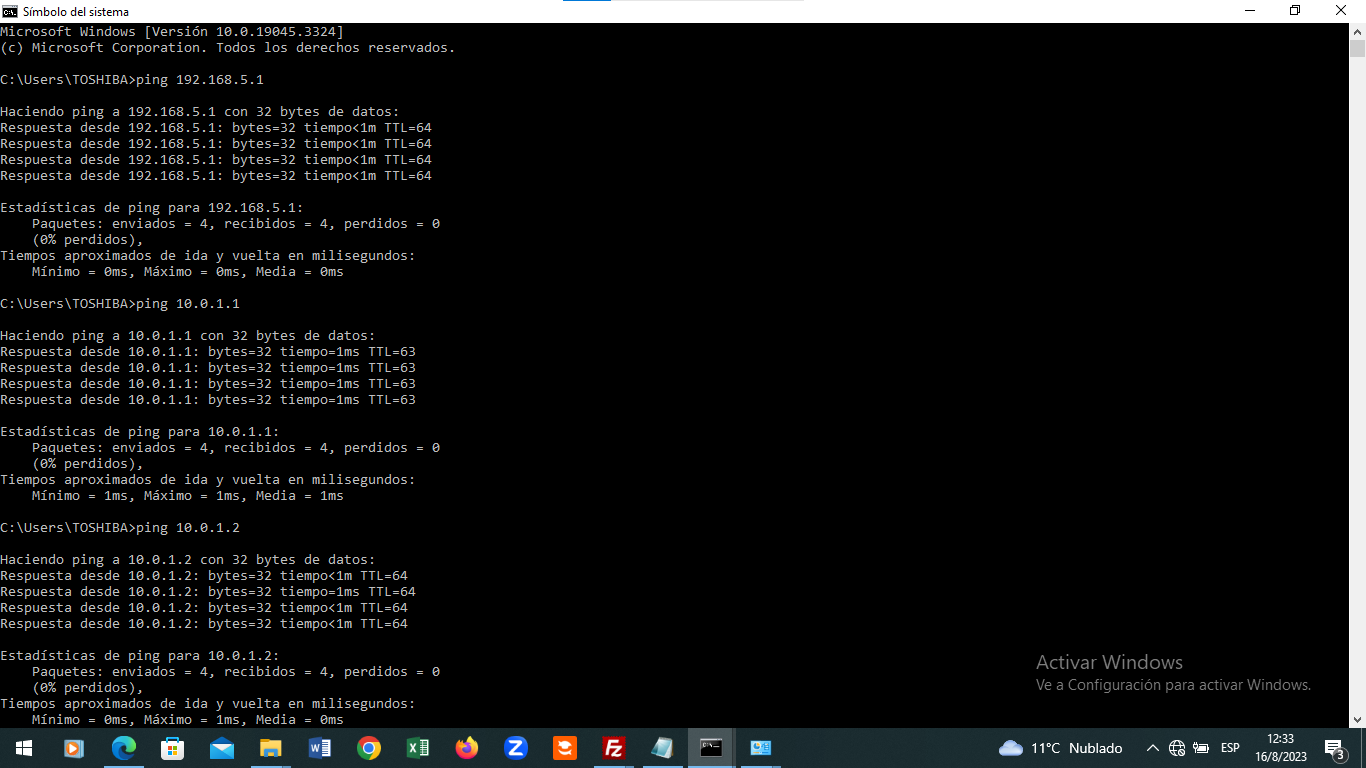 Símbolo del sistema
Microsoft Windows [Versión 10.0.19045.3324]
(c) Microsoft Corporation. Todos los derechos reservados.
C:\Users\TOSHIBA>ping 192.168.5.1
Haciendo ping a 192.168.5.1 con 32 bytes de datos:
Respuesta desde 192.168.5.1: bytes=32 tiempo<1m TTL=64
Respuesta desde 192.168.5.1: bytes=32 tiempo<1m TTL=64
Respuesta desde 192.168.5.1: bytes=32 tiempo<1m TTL=64
Respuesta desde 192.168.5.1: bytes=32 tiempo<1m TTL=64
Estadísticas de ping para 192.168.5.1:
    Paquetes: enviados = 4, recibidos = 4, perdidos = 0
    (0% perdidos),
Tiempos aproximados de ida y vuelta en milisegundos:
    Mínimo = 0ms, Máximo = 0ms, Media = 0ms
C:\Users\TOSHIBA>ping 10.0.1.1
Haciendo ping a 10.0.1.1 con 32 bytes de datos:
Respuesta desde 10.0.1.1: bytes=32 tiempo=1ms TTL=63
Respuesta desde 10.0.1.1: bytes=32 tiempo=1ms TTL=63
Respuesta desde 10.0.1.1: bytes=32 tiempo=1ms TTL=63
Respuesta desde 10.0.1.1: bytes=32 tiempo=1ms TTL=63
Estadísticas de ping para 10.0.1.1:
    Paquetes: enviados = 4, recibidos = 4, perdidos = 0
    (0% perdidos),
Tiempos aproximados de ida y vuelta en milisegundos:
    Mínimo = 1ms, Máximo = 1ms, Media = 1ms
C:\Users\TOSHIBA>ping 10.0.1.2
Haciendo ping a 10.0.1.2 con 32 bytes de datos:
Respuesta desde 10.0.1.2: bytes=32 tiempo<1m TTL=64
Respuesta desde 10.0.1.2: bytes=32 tiempo=1ms TTL=64
Respuesta desde 10.0.1.2: bytes=32 tiempo<1m TTL=64
Respuesta desde 10.0.1.2: bytes=32 tiempo<1m TTL=64
Estadísticas de ping para 10.0.1.2:
    Paquetes: enviados = 4, recibidos = 4, perdidos = 0
    (0% perdidos),
Tiempos aproximados de ida y vuelta en milisegundos:
    Mínimo = 0ms, Máximo = 1ms, Media = 0ms
Activar Windows
Ve a Configuración para activar Windows.
11°C Nublado
ESP
12:33
16/8/2023
3